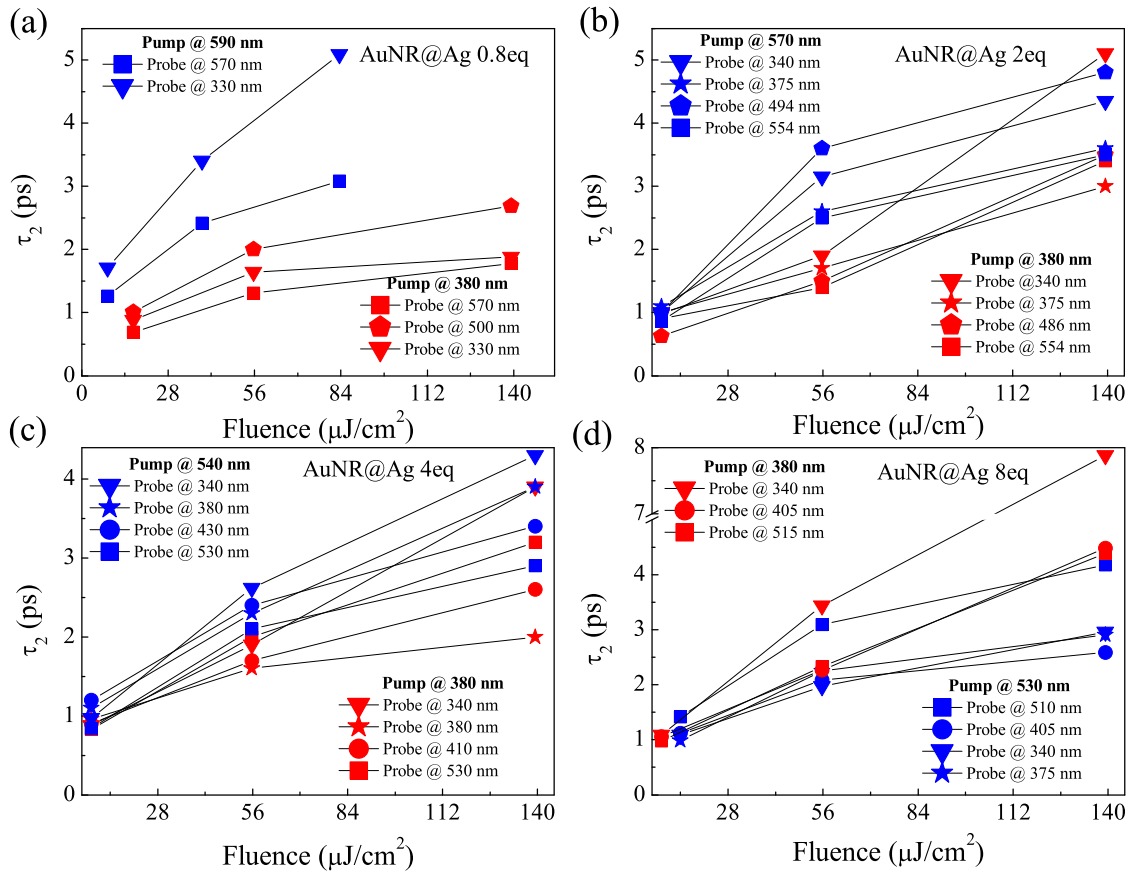 (a)
Pump @ 590 nm
Probe @ 570 nm
Probe @ 330 nm
AuNR@Ag 0.8eq
Pump @ 380 nm
Probe @ 570 nm
Probe @ 500 nm
Probe @ 330 nm
5
4
3
2
1
0
τ2 (ps)
0 28 56 84 112 140
Fluence (μJ/cm2)
(b)
Pump @ 570 nm
Probe @ 340 nm
Probe @ 375 nm
Probe @ 494 nm
Probe @ 554 nm
AuNR@Ag 2eq
Pump @ 380 nm
Probe @340 nm
Probe @ 375 nm
Probe @ 486 nm
Probe @ 554 nm
5
4
3
2
1
0
τ2 (ps)
28 56 84 112 140
Fluence (μJ/cm2)
(c)
Pump @ 540 nm
Probe @ 340 nm
Probe @ 380 nm
Probe @ 430 nm
Probe @ 530 nm
AuNR@Ag 4eq
Pump @ 380 nm
Probe @ 340 nm
Probe @ 380 nm
Probe @ 410 nm
Probe @ 530 nm
4
3
2
1
0
τ2 (ps)
28 56 84 112 140
Fluence (μJ/cm2)
(d)
Pump @ 380 nm
Probe @ 340 nm
Probe @ 405 nm
Probe @ 515 nm
AuNR@Ag 8eq
Pump @ 530 nm
Probe @ 510 nm
Probe @ 405 nm
Probe @ 340 nm
Probe @ 375 nm
8
7
4
3
2
1
0
τ2 (ps)
28 56 84 112 140
Fluence (μJ/cm2)